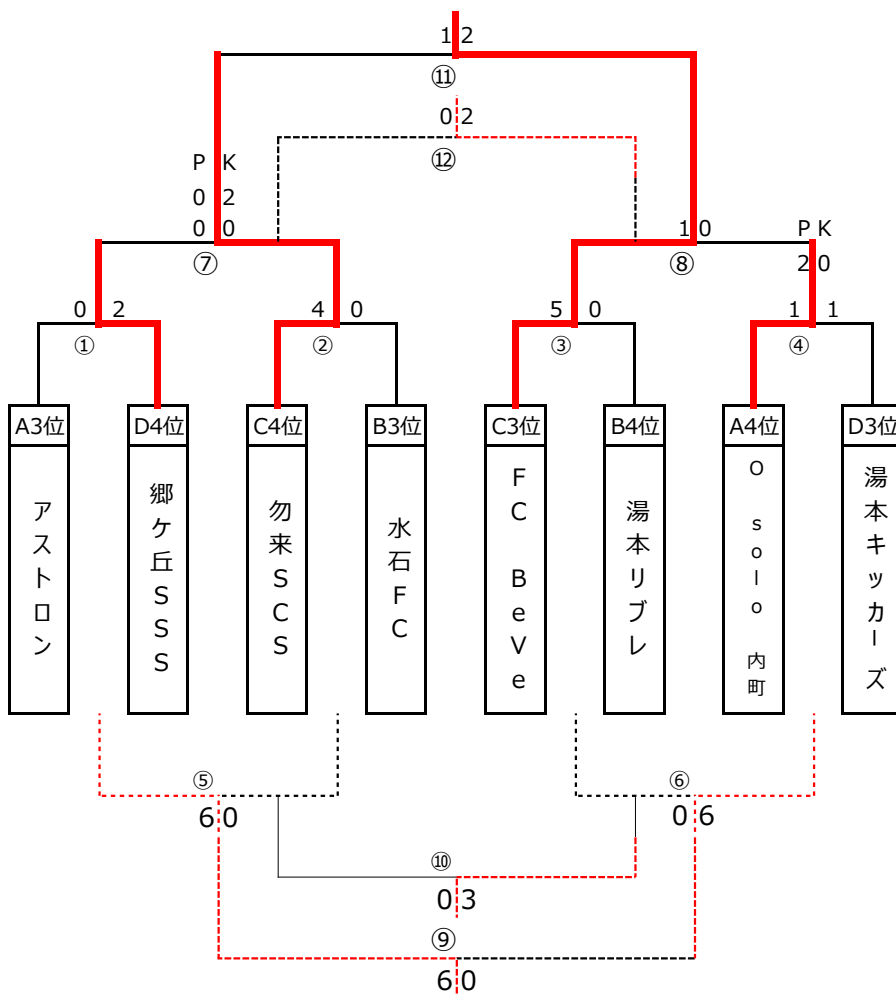 1 2
⑪
0 2
⑫
P K
0 2
0 0
⑦
1 0
⑧
P K
2 0
0 2
①
4 0
②
5 0
③
1 1
④
A3位
D4位
C4位
B3位
C3位
B4位
A4位
D3位
アストロン
郷ケ丘SSS
勿来SCS
水石FC
FC BeVe
湯本リブレ
O solo 内町
湯本キッカーズ
⑤
6 0
⑥
0 6
⑩
0 3
⑨
6 0